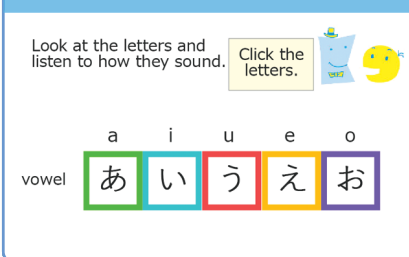 Look at the letters and
listen to how they sound.
Click the
letters.
a i u e o
vowel あ い う え お